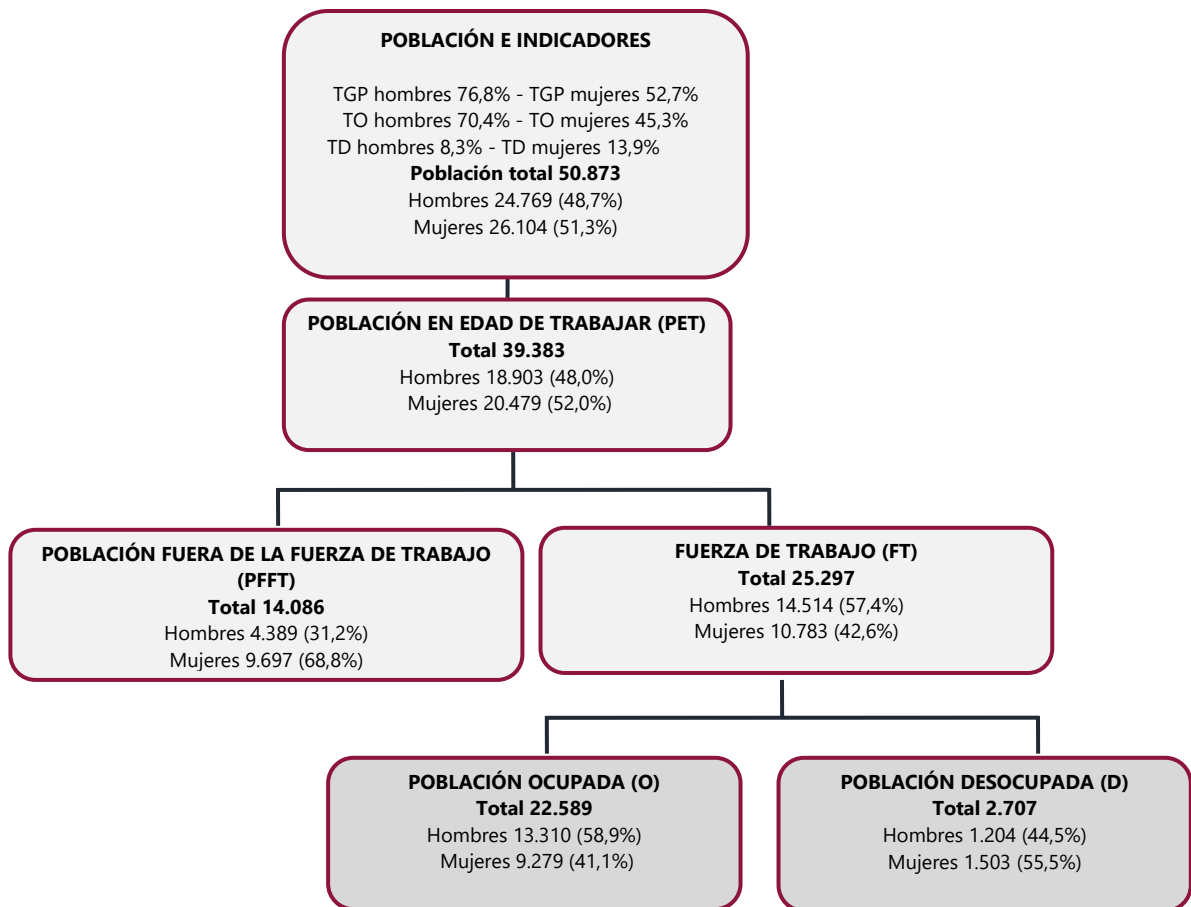 POBLACIÓN E INDICADORES
TGP hombres 76,8% - TGP mujeres 52,7%
TO hombres 70,4% - TO mujeres 45,3%
TD hombres 8,3% - TD mujeres 13,9%
Población total 50.873
Hombres 24.769 (48,7%)
Mujeres 26.104 (51,3%)
POBLACIÓN EN EDAD DE TRABAJAR (PET)
Total 39.383
Hombres 18.903 (48,0%)
Mujeres 20.479 (52,0%)
POBLACIÓN FUERA DE LA FUERZA DE TRABAJO
(PFFT)
Total 14.086
Hombres 4.389 (31,2%)
Mujeres 9.697 (68,8%)
FUERZA DE TRABAJO (FT)
Total 25.297
Hombres 14.514 (57,4%)
Mujeres 10.783 (42,6%)
POBLACIÓN OCUPADA (O)
Total 22.589
Hombres 13.310 (58,9%)
Mujeres 9.279 (41,1%)
POBLACIÓN DESOCUPADA (D)
Total 2.707
Hombres 1.204 (44,5%)
Mujeres 1.503 (55,5%)